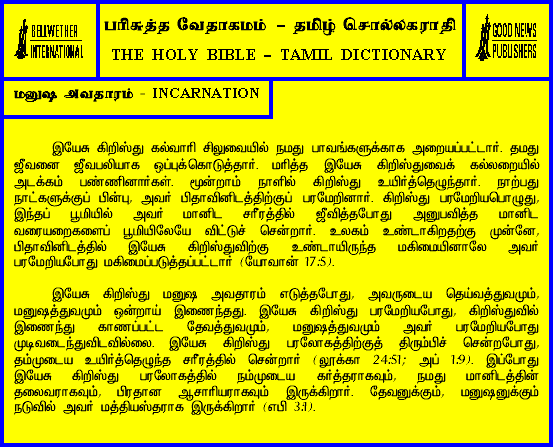 BELLWETHER
INTERNATIONAL
பரிசுத்த வேதாகமம் – தமிழ் சொல்லகராதி
THE HOLY BIBLE – TAMIL DICTIONARY
GOOD NEWS
PUBLISHERS
மனுஷ அவதாரம் - INCARNATION
இயேசு கிறிஸ்து கல்வாரி சிலுவையில் நமது பாவங்களுக்காக அறையப்பட்டார். தமது
ஜீவனை ஜீவபலியாக ஒப்புக்கொடுத்தார். மரித்த இயேசு கிறிஸ்துவைக் கல்லறையில்
அடக்கம் பண்ணினார்கள். மூன்றாம் நாளில் கிறிஸ்து உயிர்த்தெழுந்தார். நாற்பது
நாட்களுக்குப் பின்பு, அவர் பிதாவினிடத்திற்குப் பரமேறினார். கிறிஸ்து பரமேறியபொழுது,
இந்தப் பூமியில் அவர் மானிட சரீரத்தில் ஜீவித்தபோது அனுபவித்த மானிட
வரையறைகளைப் பூமியிலேயே விட்டுச் சென்றார். உலகம் உண்டாகிறதற்கு முன்னே,
பிதாவினிடத்தில் இயேசு கிறிஸ்துவிற்கு உண்டாயிருந்த மகிமையினாலே அவர்
பரமேறியபோது மகிமைப்படுத்தப்பட்டார் (யோவான் 17:5).
இயேசு கிறிஸ்து மனுஷ அவதாரம் எடுத்தபோது, அவருடைய தெய்வத்துவமும்,
மனுஷத்துவமும் ஒன்றாய் இணைந்தது. இயேசு கிறிஸ்து பரமேறியபோது, கிறிஸ்துவில்
இணைந்து காணப்பட்ட தேவத்துவமும், மனுஷத்துவமும் அவர் பரமேறியபோது
முடிவடைந்துவிடவில்லை. இயேசு கிறிஸ்து பரலோகத்திற்குத் திரும்பிச் சென்றபோது,
தம்முடைய உயிர்த்தெழுந்த சரீரத்தில் சென்றார் (லூக்கா 24:51; அப் 1:9). இப்போது
இயேசு கிறிஸ்து பரலோகத்தில் நம்முடைய கர்த்தராகவும், நமது மானிடத்தின்
தலைவராகவும், பிரதான ஆசாரியராகவும் இருக்கிறார். தேவனுக்கும், மனுஷனுக்கும்
நடுவில் அவர் மத்தியஸ்தராக இருக்கிறார் (எபி 3:1).